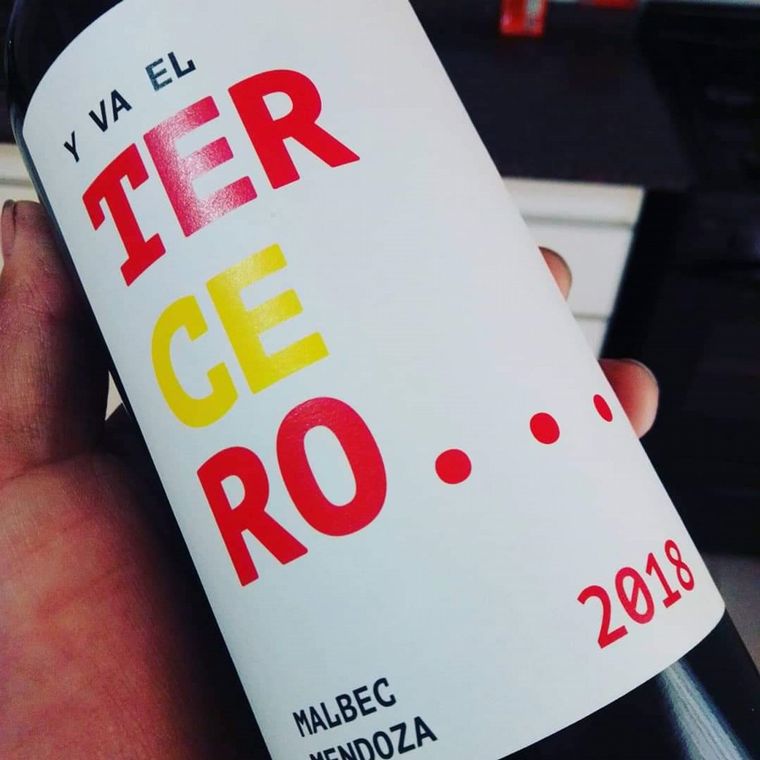 Y VA EL
TER
CE
RO...
2018
MALBEC
MENDOZA